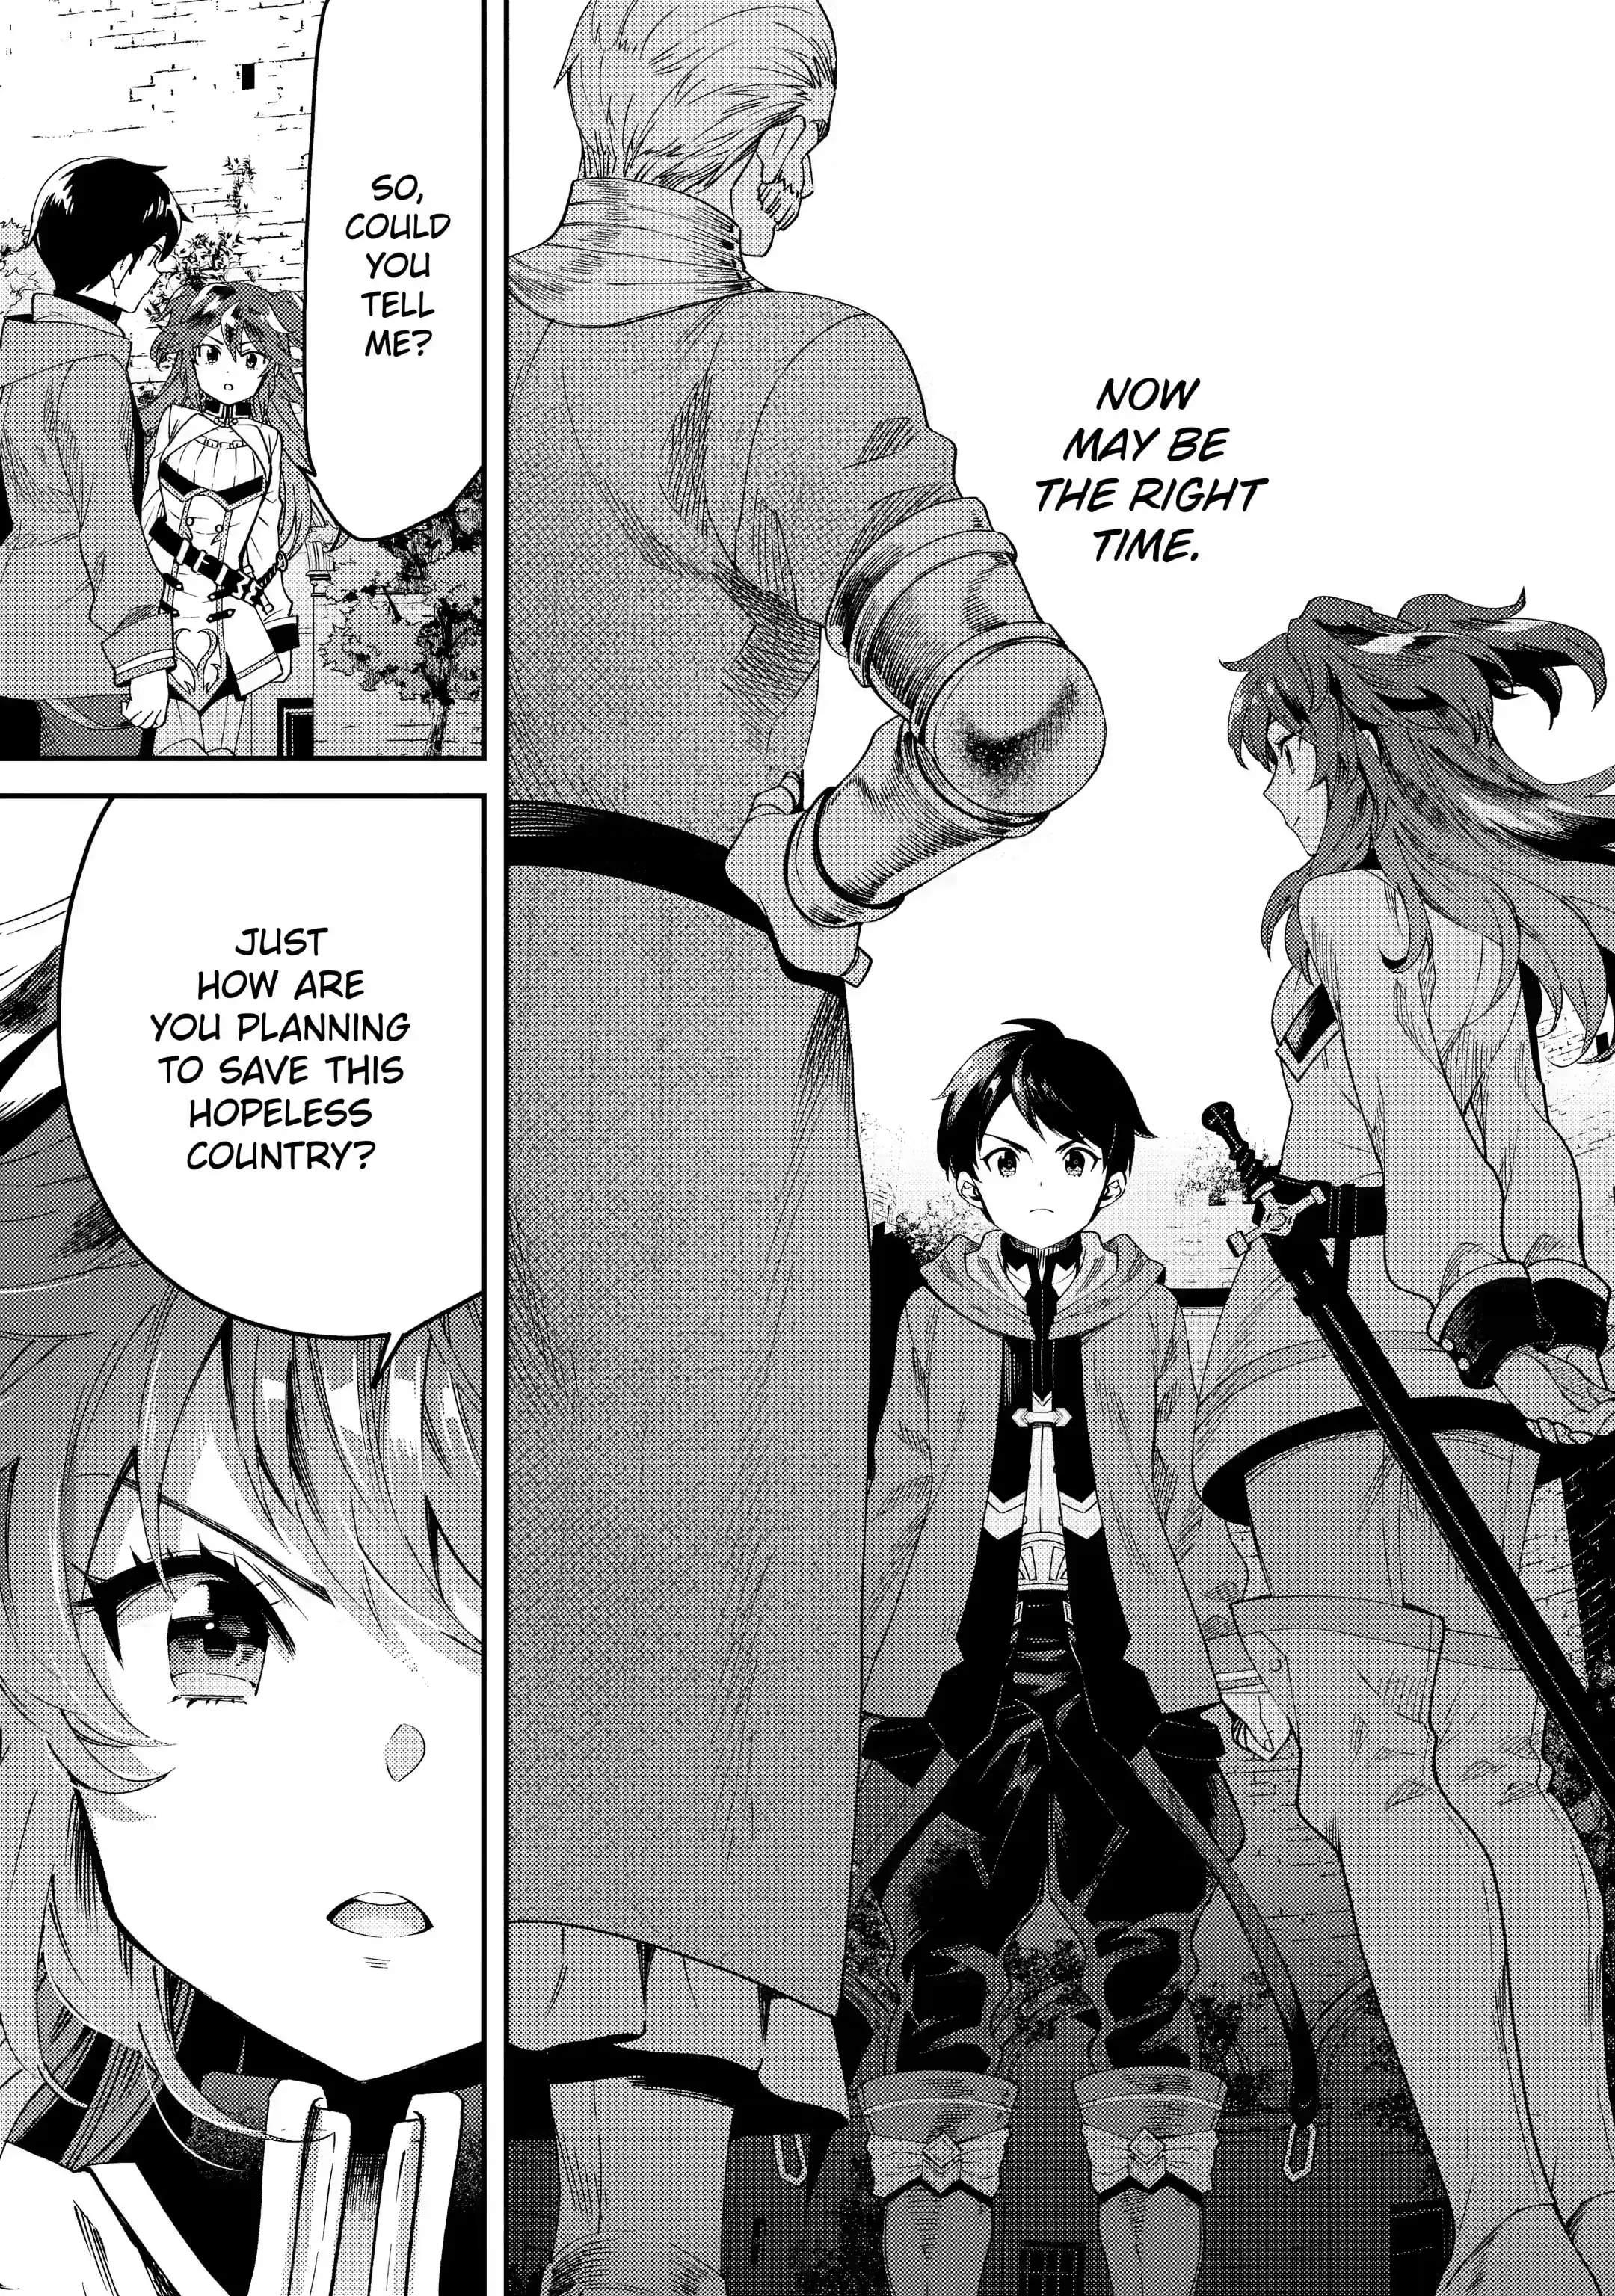 NOW
MAY BE
THE RIGHT
TIME.
SO,
COULD
YOU
TELL
ME?
JUST
HOW ARE
YOU PLANNING
TO SAVE THIS
HOPELESS
COUNTRY?